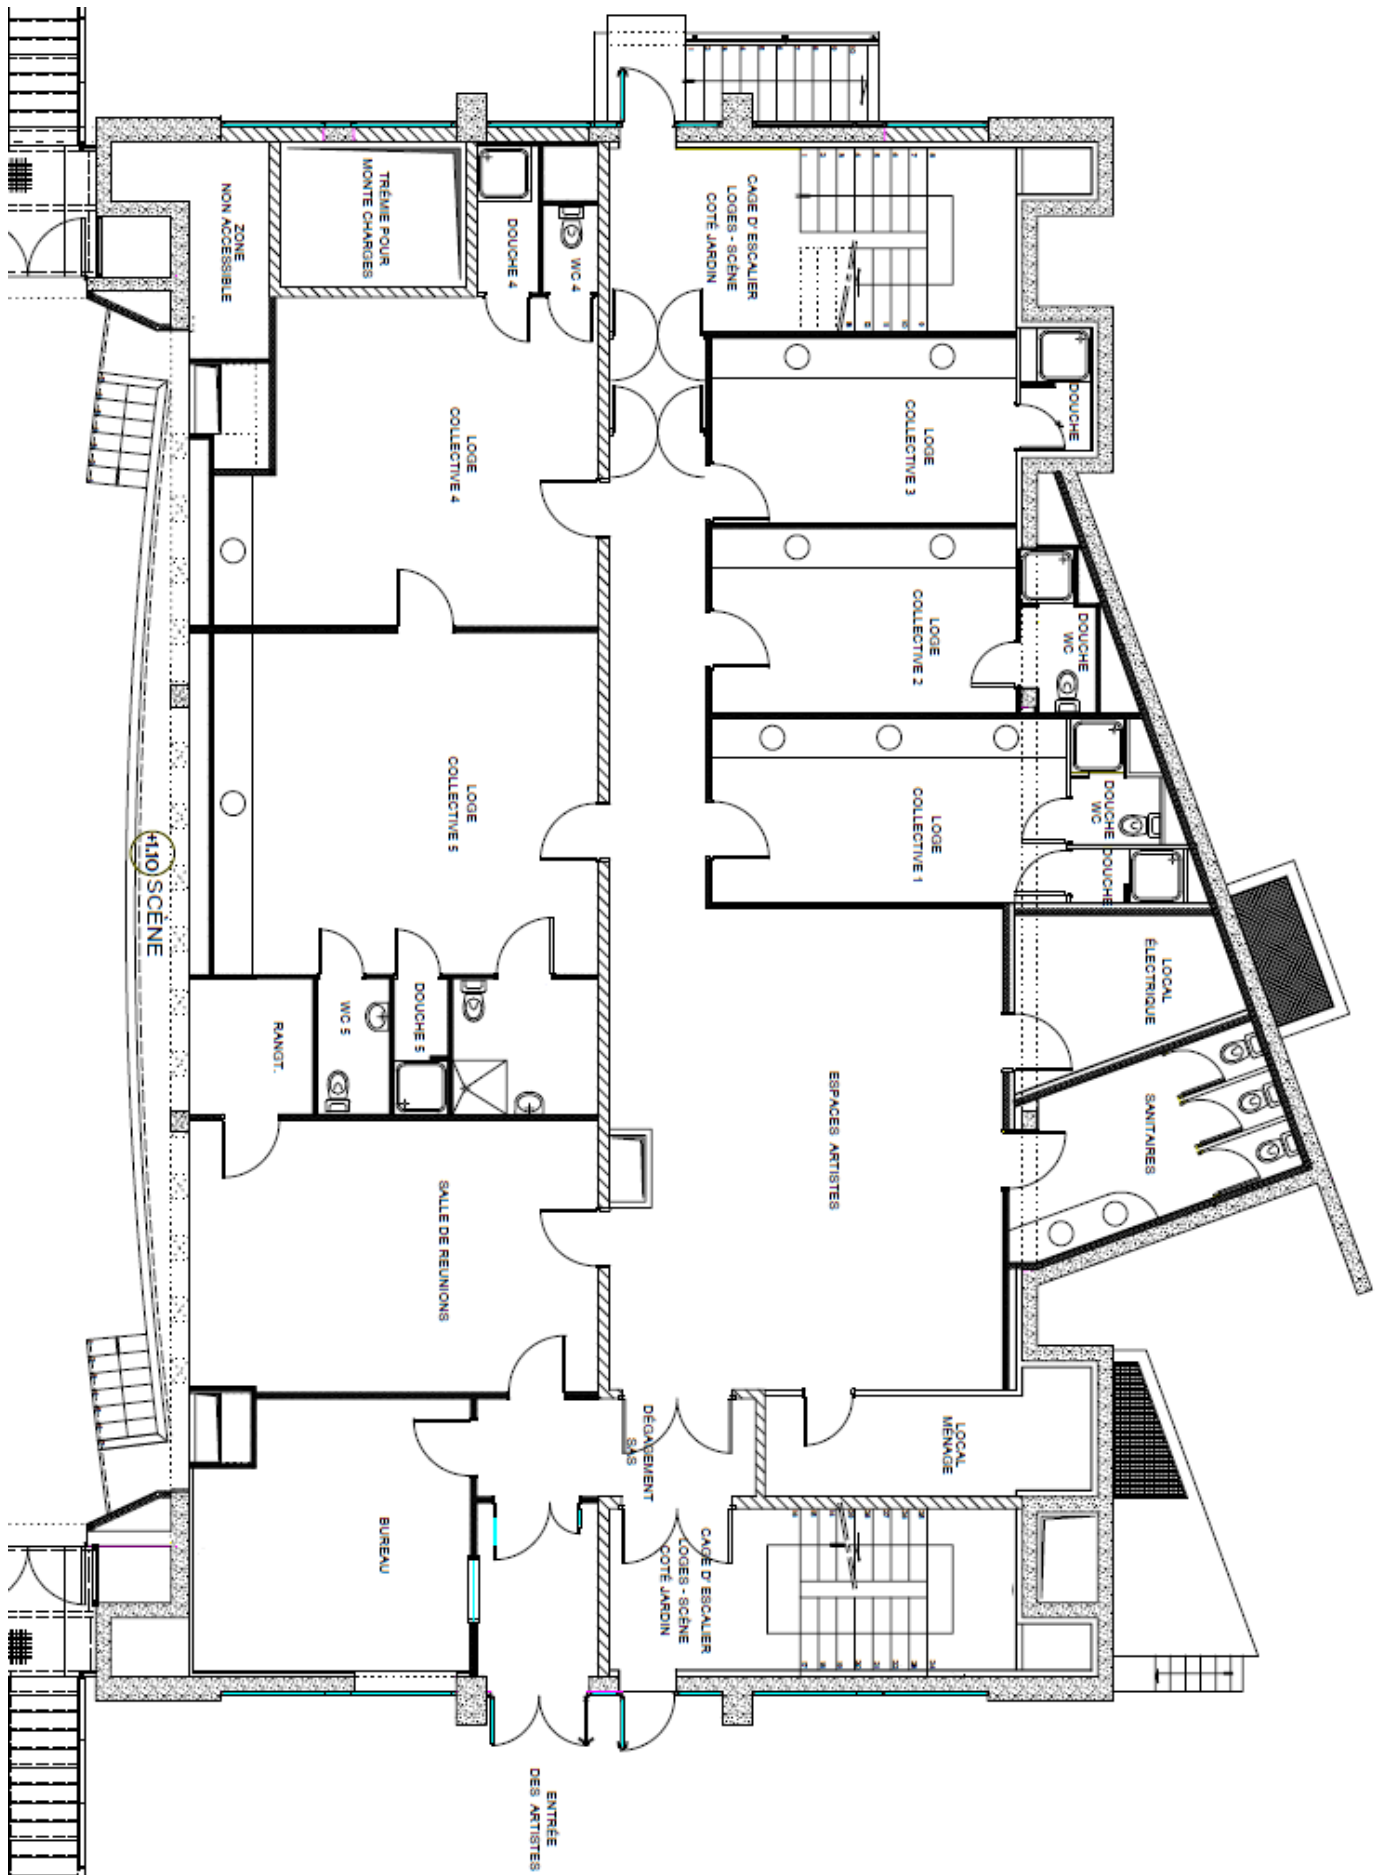 ZONE
NON ACCESSIBLE
TRÉMIE POUR
MONTE CHARGES
DOUCHE 4
WC 4
CAGE D' ESCALIER
LOGES - SCÈNE
COTÉ JARDIN
LOGE
COLLECTIVE 4
LOGE
COLLECTIVE 3
DOUCHE
LOGE
COLLECTIVE 2
DOUCHE
WC
LOGE
COLLECTIVE 5
LOGE
COLLECTIVE 1
DOUCHE
WC
DOUCHE
+1.10 SCÈNE
LOCAL
ÉLECTRIQUE
RANGT.
WC 5
DOUCHE 5
ESPACES ARTISTES
SANITAIRES
SALLE DE REUNIONS
DÉGAGEMENT
SAS
LOCAL
MÉNAGE
BUREAU
CAGE D' ESCALIER
LOGES - SCÈNE
COTÉ JARDIN
ENTRÉE
DES ARTISTES